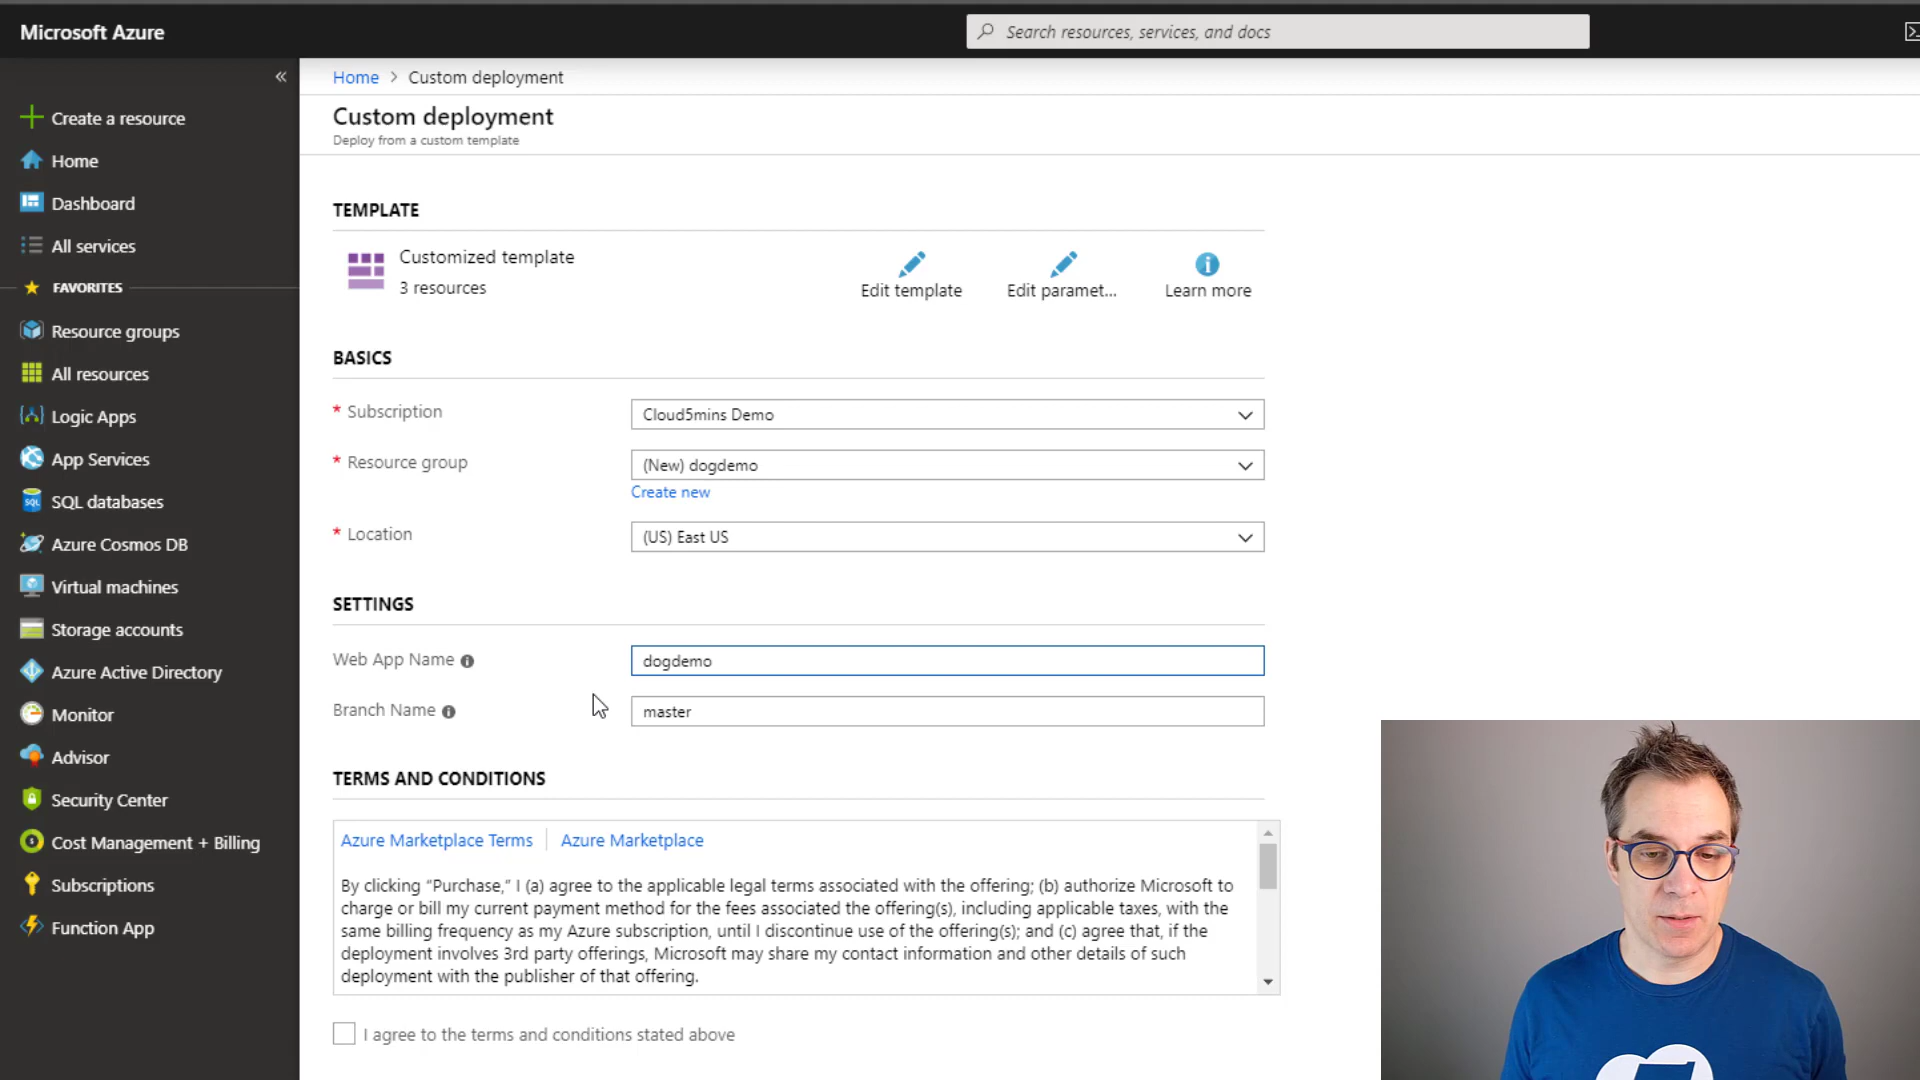 Microsoft Azure
Search resources, services, and docs
«
Home > Custom deployment
Custom deployment
Deploy from a custom template
Create a resource
Home
Dashboard
All services
FAVORITES
Resource groups
All resources
Logic Apps
App Services
SQL databases
Azure Cosmos DB
Virtual machines
Storage accounts
Azure Active Directory
Monitor
Advisor
Security Center
Cost Management + Billing
Subscriptions
Function App
TEMPLATE
Customized template
3 resources
Edit template
Edit paramet...
Learn more
BASICS
* Subscription
Cloud5mins Demo
* Resource group
(New) dogdemo
Create new
* Location
(US) East US
SETTINGS
Web App Name
dogdemo
Branch Name
master
TERMS AND CONDITIONS
Azure Marketplace Terms | Azure Marketplace
By clicking “Purchase,” I (a) agree to the applicable legal terms associated with the offering; (b) authorize Microsoft to
charge or bill my current payment method for the fees associated the offering(s), including applicable taxes, with the
same billing frequency as my Azure subscription, until I discontinue use of the offering(s); and (c) agree that, if the
deployment involves 3rd party offerings, Microsoft may share my contact information and other details of such
deployment with the publisher of that offering.
I agree to the terms and conditions stated above